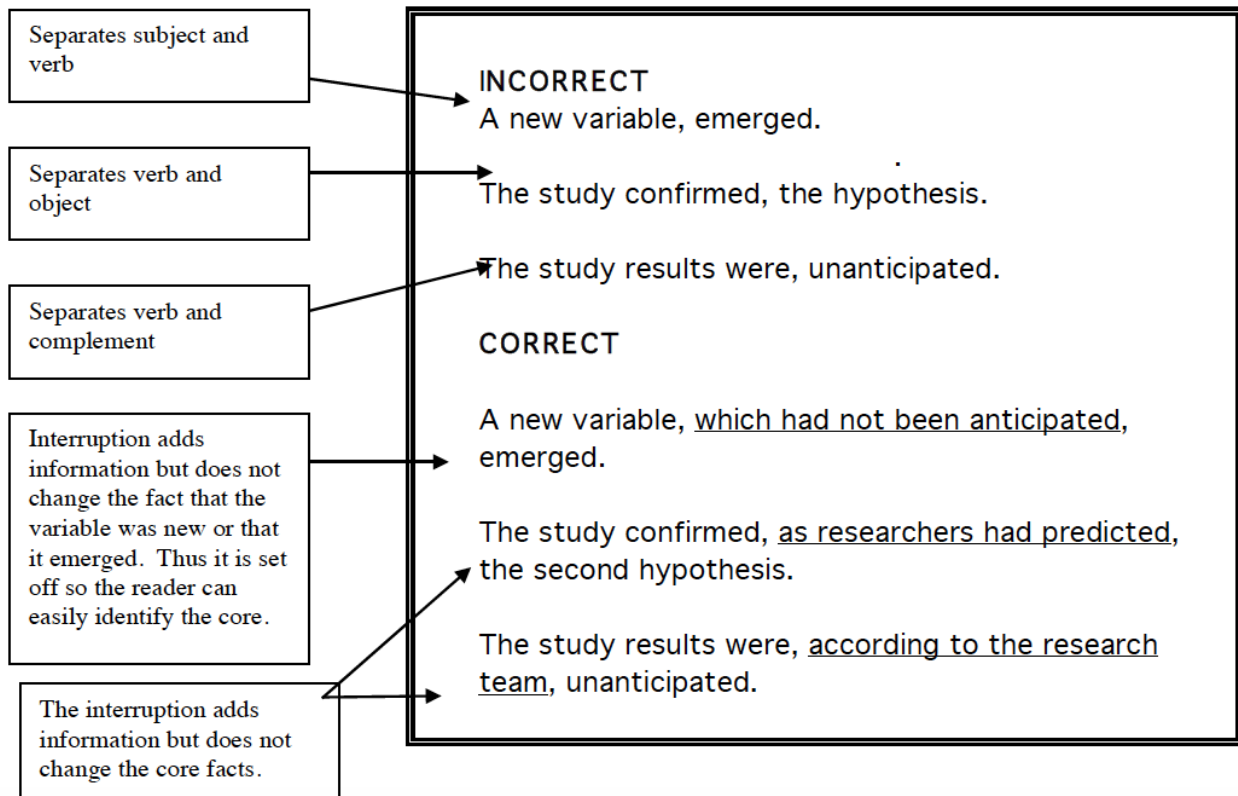 Separates subject and
verb
Separates verb and
object
Separates verb and
complement
Interruption adds
information but does not
change the fact that the
variable was new or that
it emerged. Thus it is set
off so the reader can
easily identify the core.
The interruption adds
information but does not
change the core facts.
INCORRECT
A new variable, emerged.
.
The study confirmed, the hypothesis.
The study results were, unanticipated.
CORRECT
A new variable, which had not been anticipated,
emerged.
The study confirmed, as researchers had predicted,
the second hypothesis.
The study results were, according to the research
team, unanticipated.